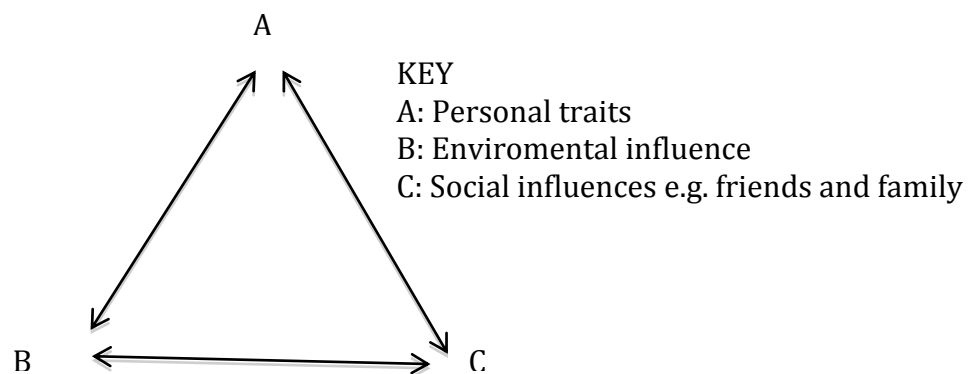 A
KEY
A: Personal traits
B: Enviromental influence
C: Social influences e.g. friends and family
B
C